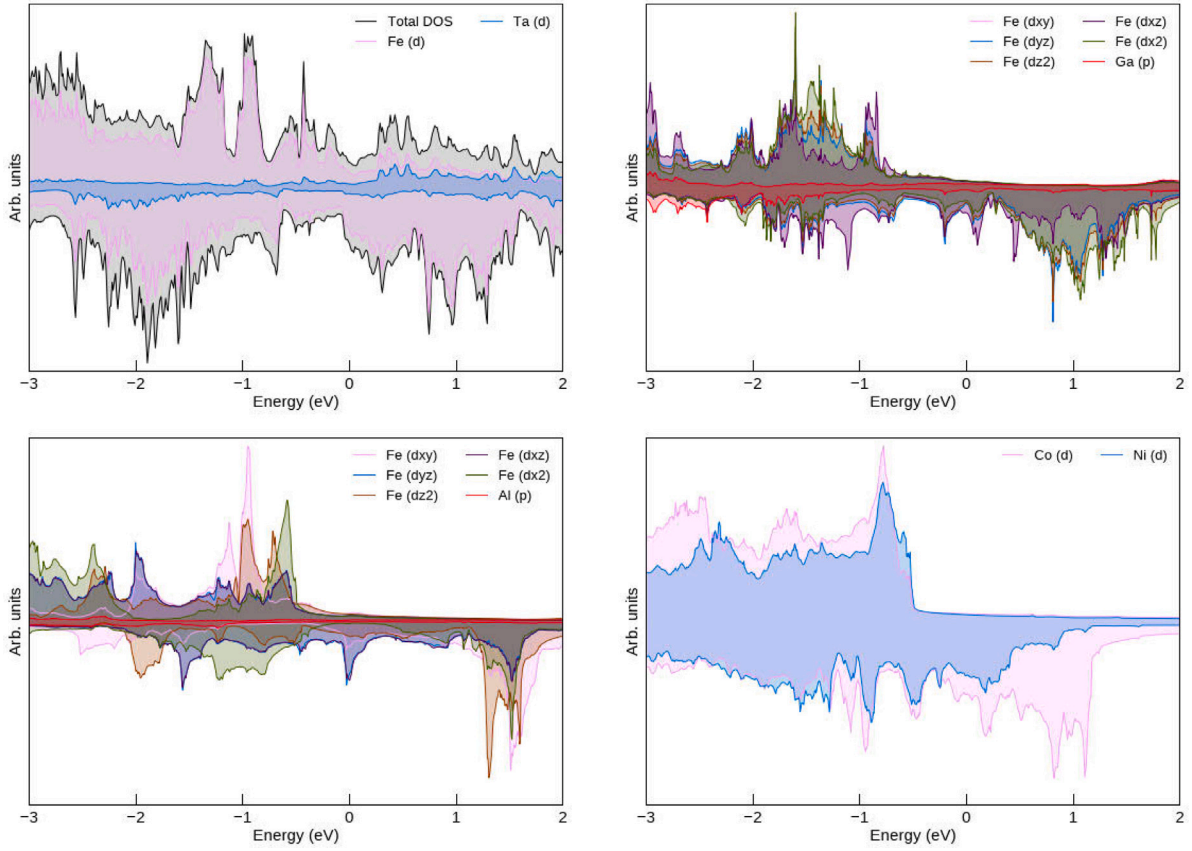 Total DOS
Ta (d)
Fe (d)
Arb. units
−3 −2 −1 0 1 2
Energy (eV)
Fe (dxy)
Fe (dxz)
Fe (dyz)
Fe (dx2)
Fe (dz2)
Ga (p)
Arb. units
−3 −2 −1 0 1 2
Energy (eV)
Fe (dxy)
Fe (dxz)
Fe (dyz)
Fe (dx2)
Fe (dz2)
Al (p)
Arb. units
−3 −2 −1 0 1 2
Energy (eV)
Co (d)
Ni (d)
Arb. units
−3 −2 −1 0 1 2
Energy (eV)